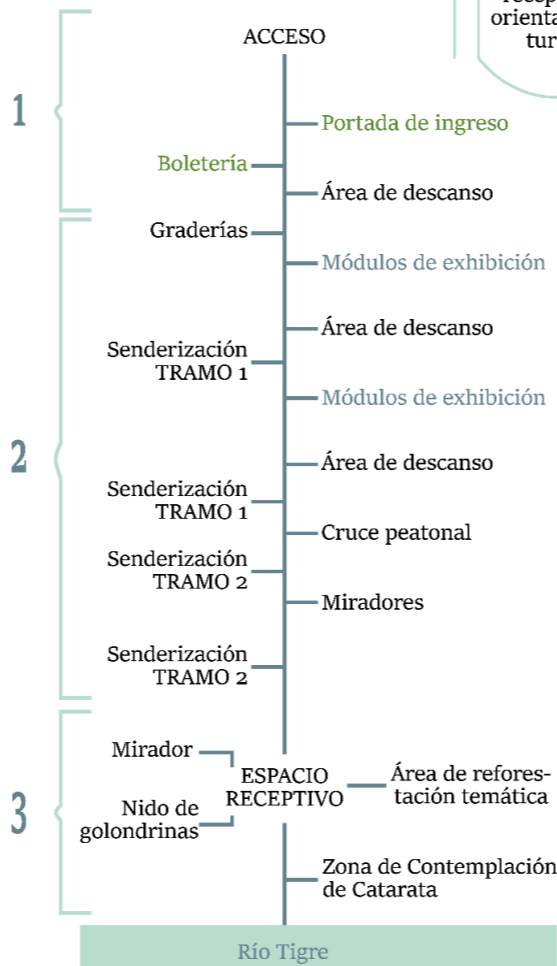 orienta
tur
ACCESO
1
Portada de ingreso
Boletería
Área de descanso
Graderías
Módulos de exhibición
Área de descanso
Senderización
TRAMO 1
Módulos de exhibición
2
Área de descanso
Senderización
TRAMO 1
Cruce peatonal
Senderización
TRAMO 2
Miradores
Senderización
TRAMO 2
Mirador
ESPACIO
RECEPTIVO
Área de refores-
tación temática
3
Nido de
golondrinas
Zona de Contemplación
de Catarata
Río Tigre